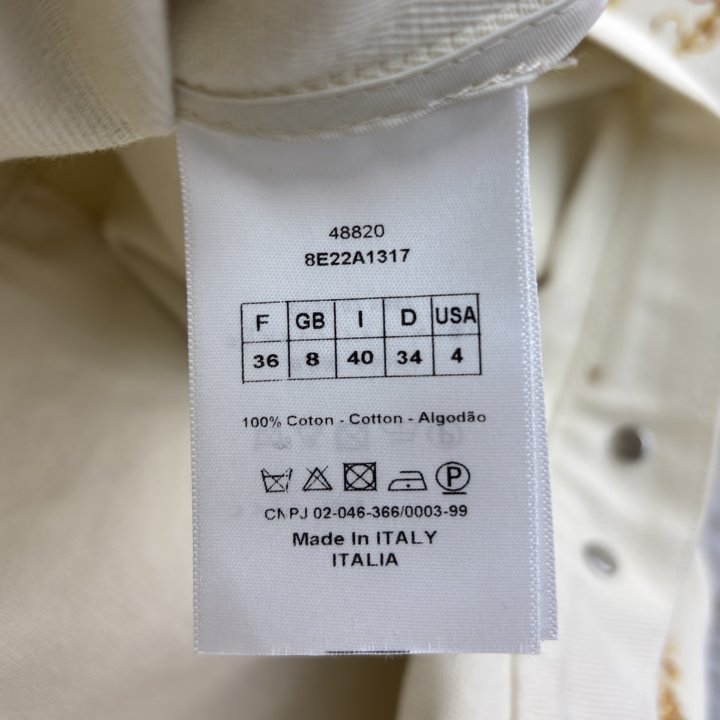 48820
8E22A1317
F GB I D USA
36 8 40 34 4
100% Coton - Cotton - Algodão
P
CNPJ 02-046-366/0003-99
Made In ITALY
ITALIA